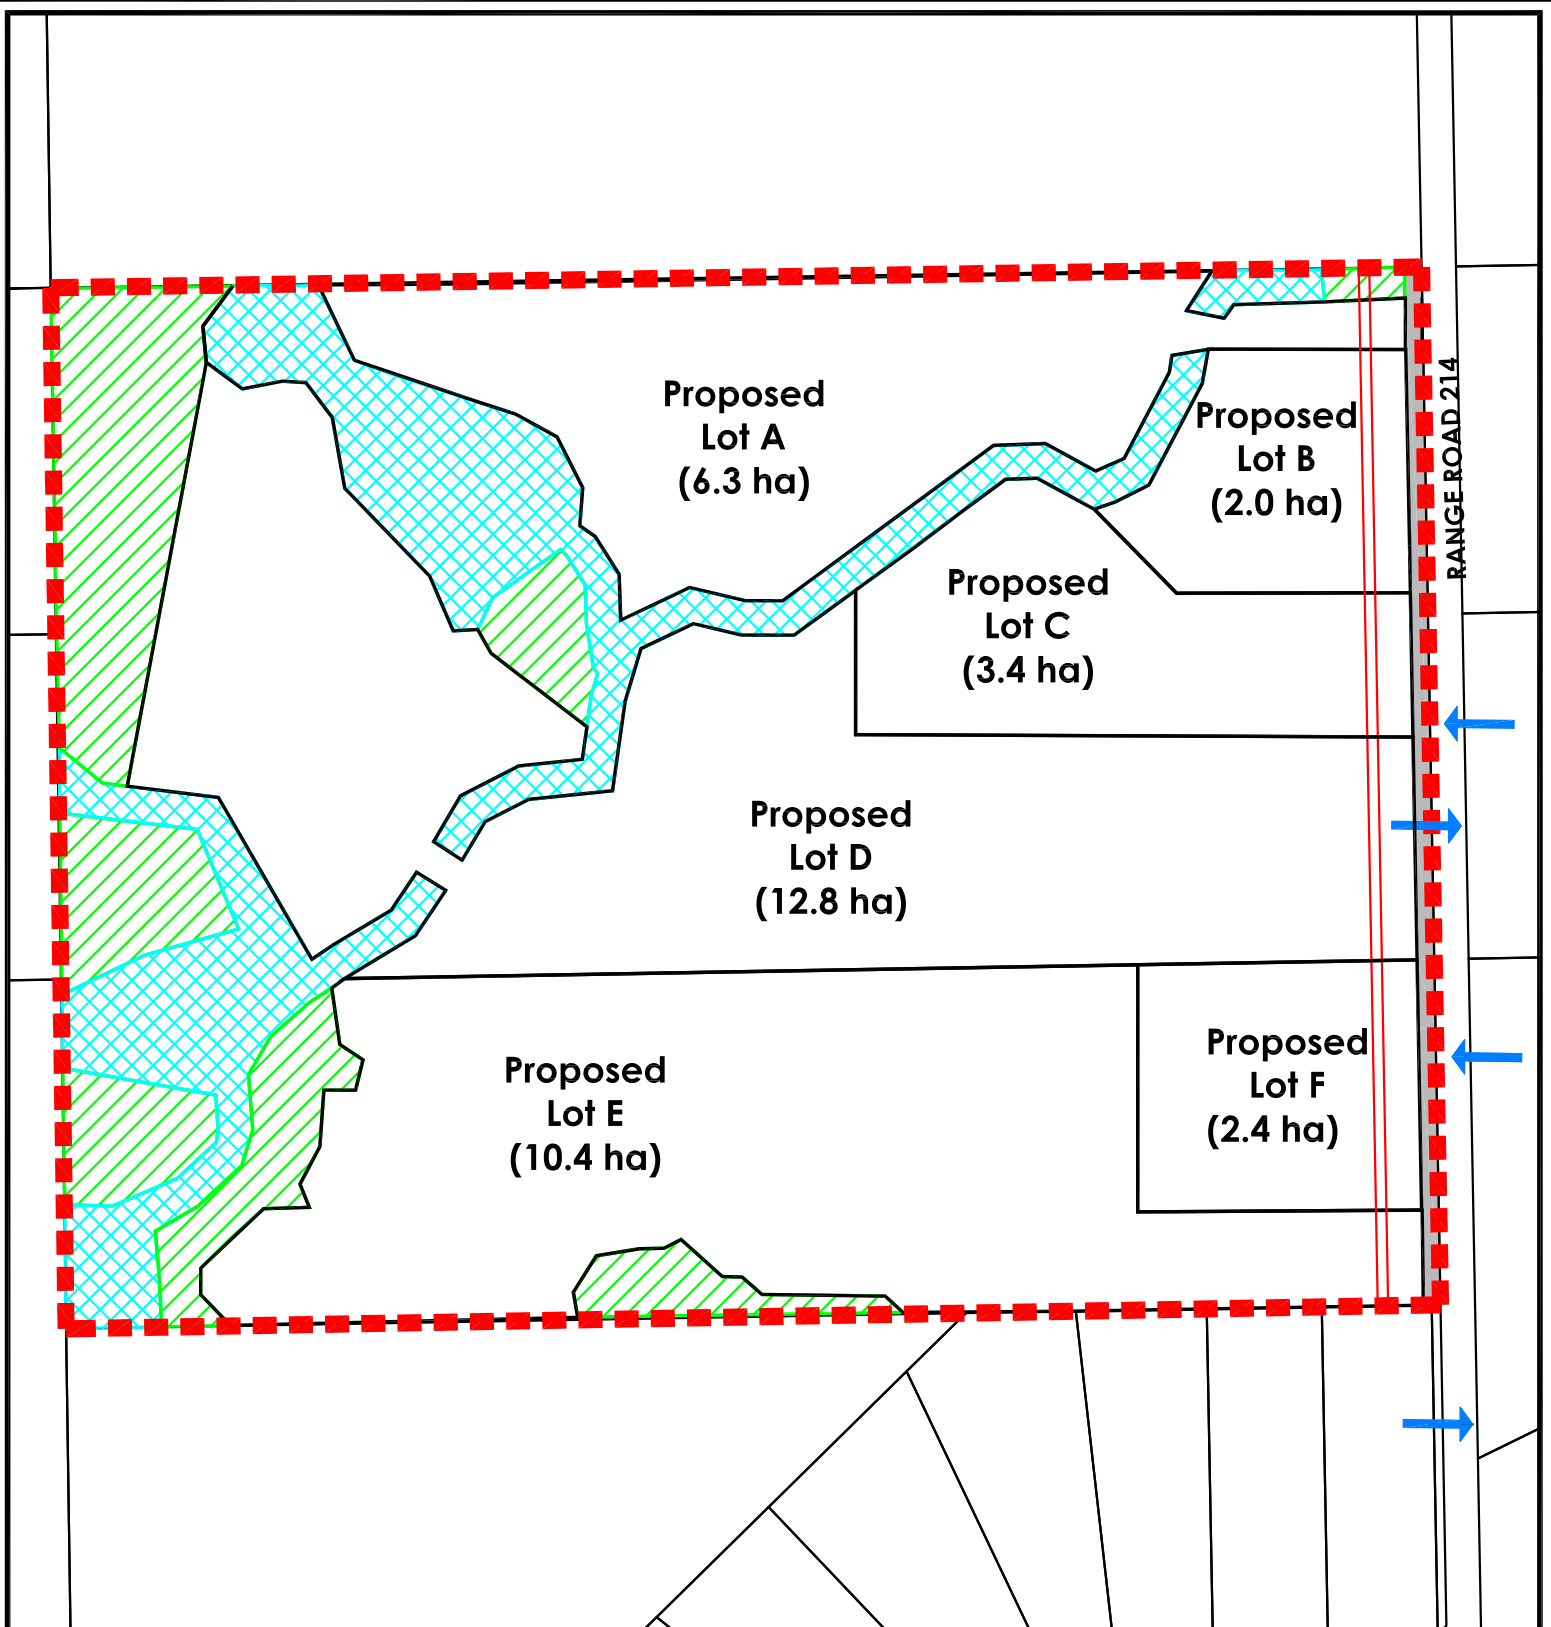 Proposed
Lot A
(6.3 ha)
Proposed
Lot B
(2.0 ha)
RANGE ROAD 214
Proposed
Lot C
(3.4 ha)
Proposed
Lot D
(12.8 ha)
Proposed
Lot E
(10.4 ha)
Proposed
Lot F
(2.4 ha)